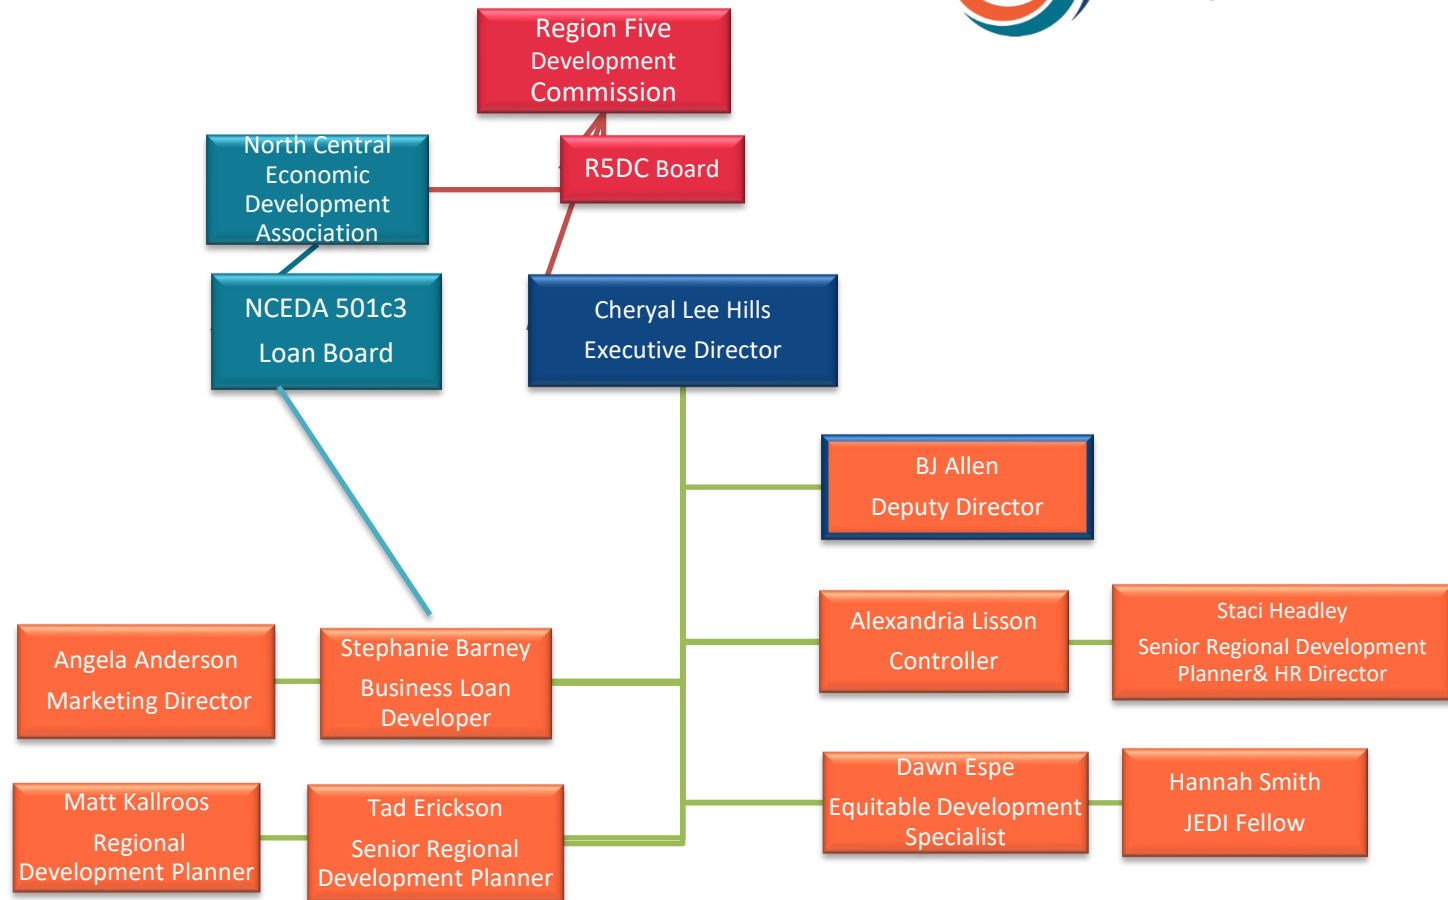 Region Five
Development
Commission
North Central
Economic
Development
Association
R5DC Board
NCEDA 501c3
Loan Board
Cheryal Lee Hills
Executive Director
BJ Allen
Deputy Director
Alexandria Lisson
Controller
Staci Headley
Senior Regional Development
Planner& HR Director
Angela Anderson
Marketing Director
Stephanie Barney
Business Loan
Developer
Dawn Espe
Equitable Development
Specialist
Hannah Smith
JEDI Fellow
Matt Kallroos
Regional
Development Planner
Tad Erickson
Senior Regional
Development Planner